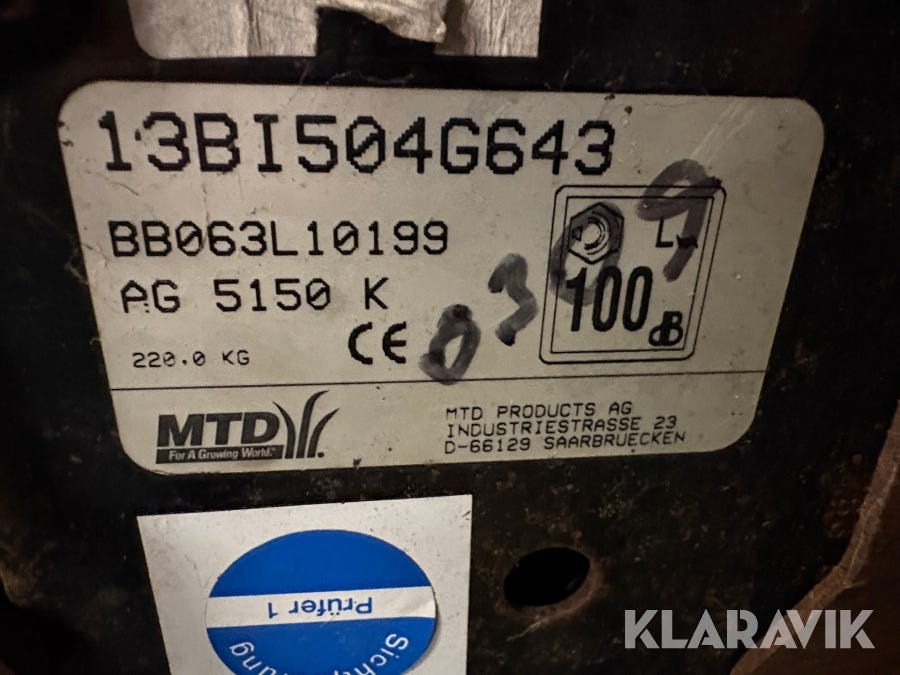 13BI504G643
BB063L10199
AG 5150 K
220.0 KG
CE
L
100
dB
MTD
For A Growing World.™
MTD PRODUCTS AG
INDUSTRIESTRASSE 23
D-66129 SAARBRUECKEN
Prüfer 1
KLARAVIK